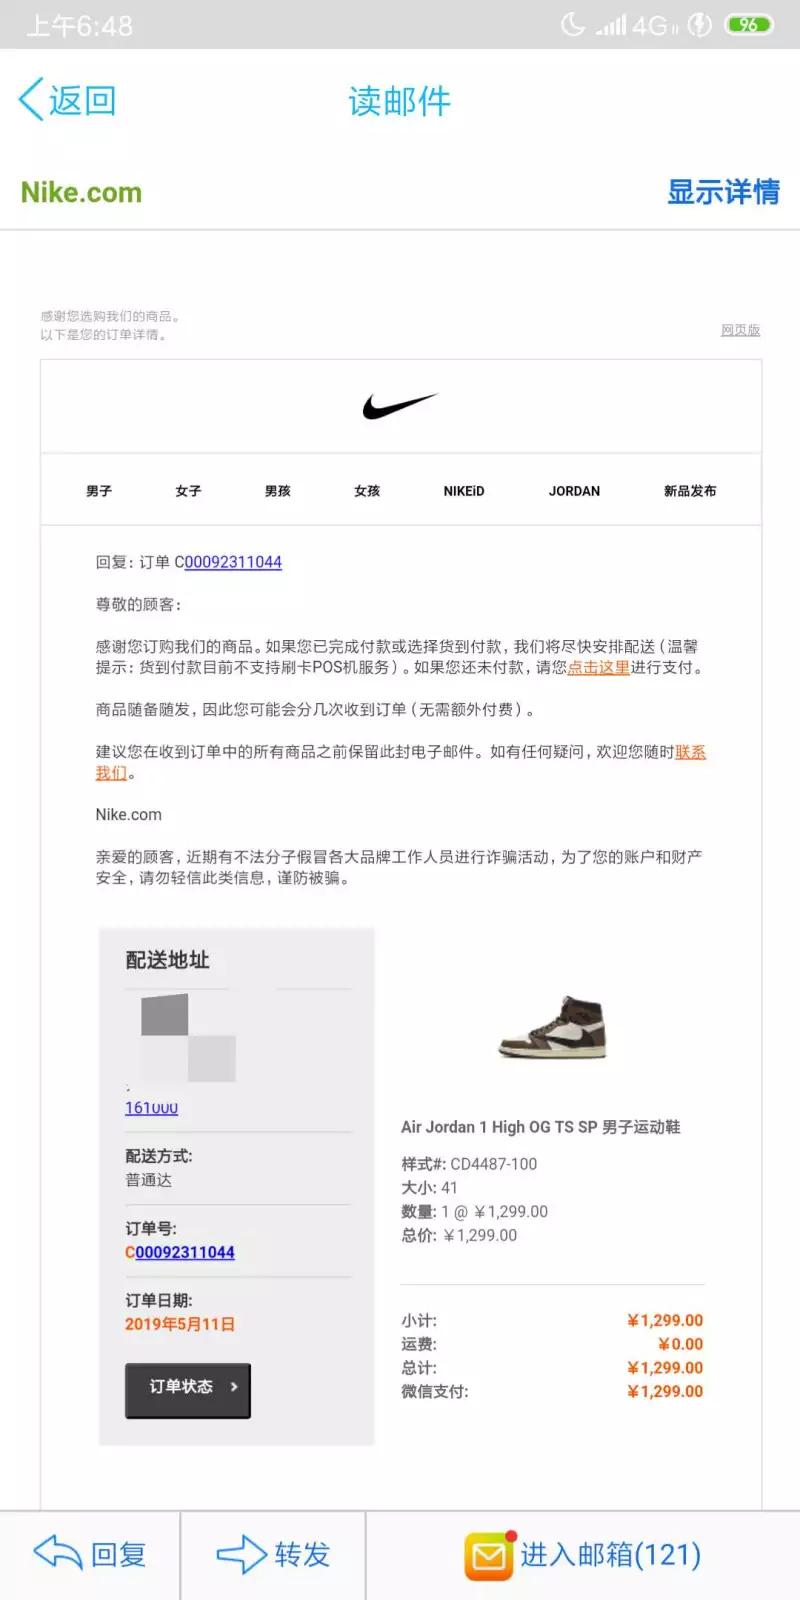 上午6:48
4G
96
返回
读邮件
Nike.com
显示详情
感谢您选购我们的商品。
以下是您的订单详情。
网页版
男子 女子 男孩 女孩 NIKEiD JORDAN 新品发布
回复：订单 C00092311044
尊敬的顾客：
感谢您订购我们的商品。如果您已完成付款或选择货到付款，我们将尽快安排配送（温馨
提示：货到付款目前不支持刷卡POS机服务）。如果您还未付款，请您点击这里进行支付。
商品随备随发，因此您可能会分几次收到订单（无需额外付费）。
建议您在收到订单中的所有商品之前保留此封电子邮件。如有任何疑问，欢迎您随时联系
我们。
Nike.com
亲爱的顾客，近期有不法分子假冒各大品牌工作人员进行诈骗活动，为了您的账户和财产
安全，请勿轻信此类信息，谨防被骗。
配送地址
161000
配送方式:
普通达
订单号:
C00092311044
订单日期:
2019年5月11日
订单状态
Air Jordan 1 High OG TS SP 男子运动鞋
样式#: CD4487-100
大小: 41
数量: 1 @ ￥1,299.00
总价: ￥1,299.00
小计: ￥1,299.00
运费: ￥0.00
总计: ￥1,299.00
微信支付: ￥1,299.00
回复
转发
进入邮箱(121)